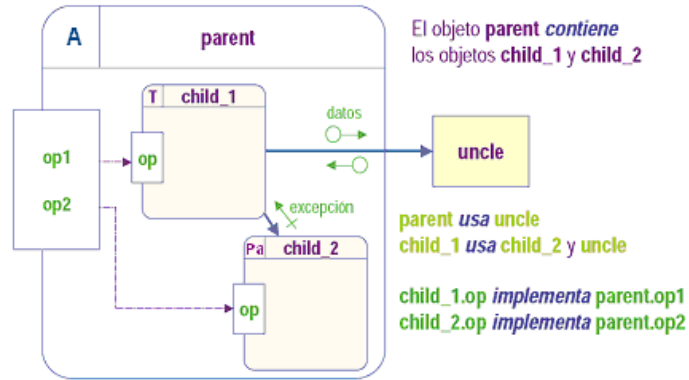 A parent
El objeto parent contiene
los objetos child_1 y child_2
T child_1
datos
op1
op
uncle
op2
excepción
parent usa uncle
child_1 usa child_2 y uncle
Pa child_2
op
child_1.op implementa parent.op1
child_2.op implementa parent.op2